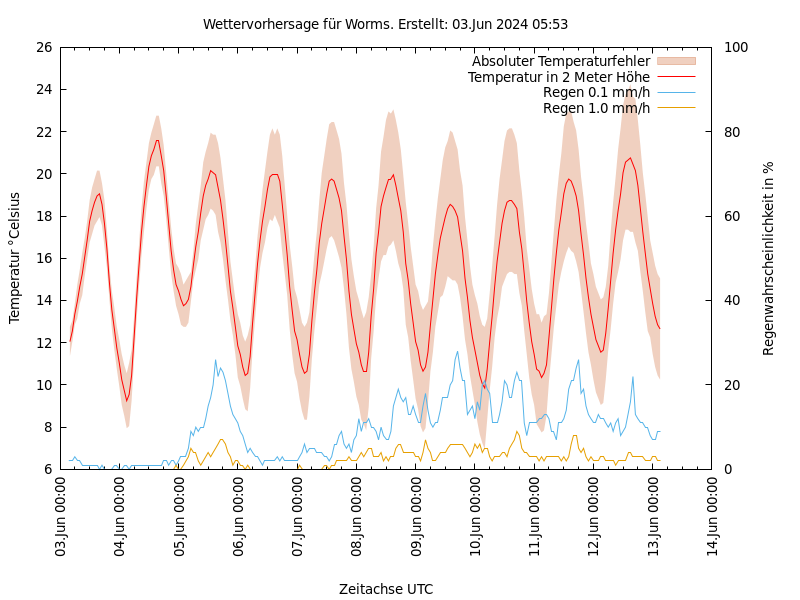 Wettervorhersage für Worms. Erstellt: 03.Jun 2024 05:53
Absoluter Temperaturfehler
Temperatur in 2 Meter Höhe
Regen 0.1 mm/h
Regen 1.0 mm/h
Temperatur °Celsius
26
24
22
20
18
16
14
12
10
8
6
100
80
60
40
20
0
Regenwahrscheinlichkeit in %
03.Jun 00:00
04.Jun 00:00
05.Jun 00:00
06.Jun 00:00
07.Jun 00:00
08.Jun 00:00
09.Jun 00:00
10.Jun 00:00
11.Jun 00:00
12.Jun 00:00
13.Jun 00:00
14.Jun 00:00
Zeitachse UTC